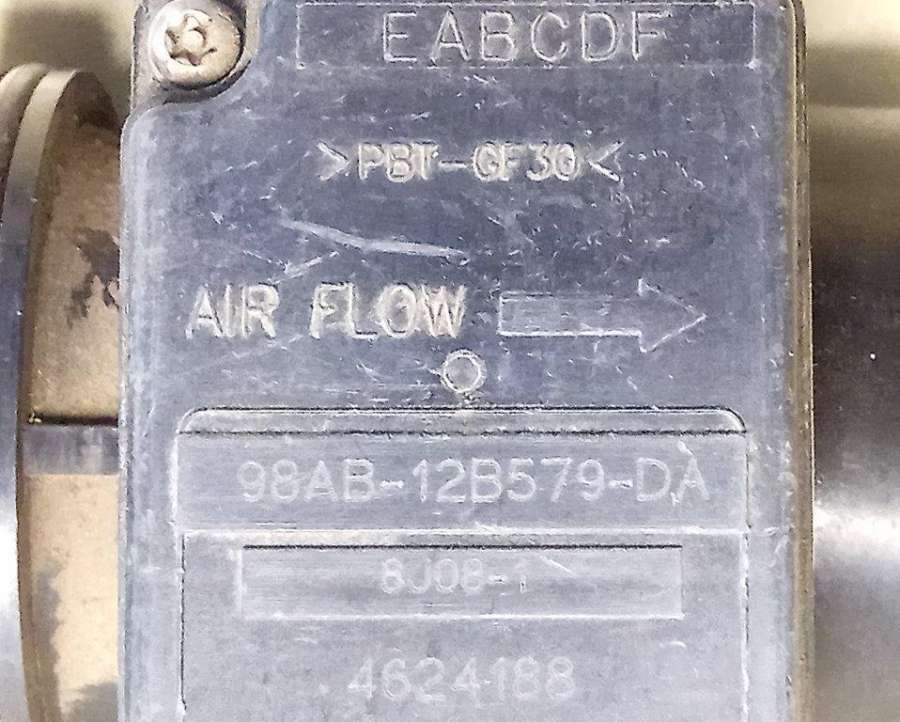 EABCDF
>PBT-GF30<
AIR FLOW
98AB-12B579-DA
8J08-1
4624188